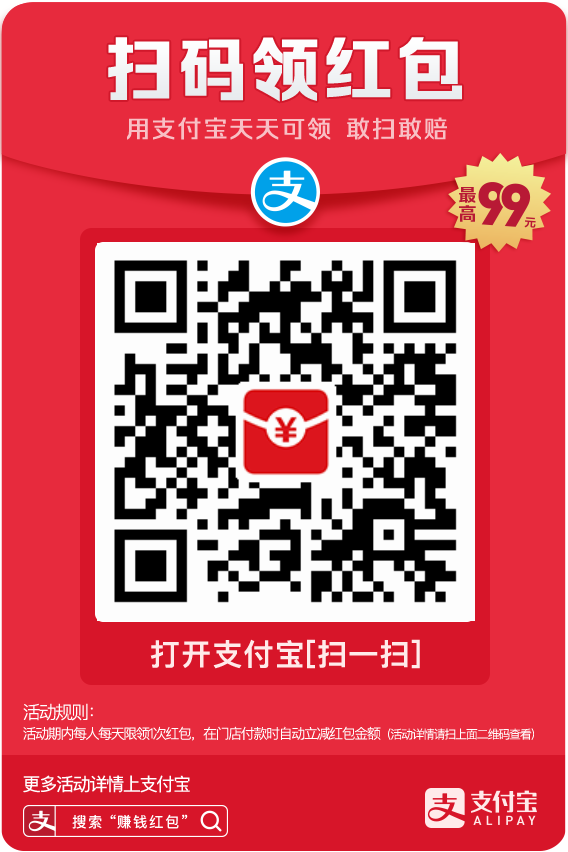 扫码领红包
用支付宝天天可领 敢扫敢赔
支
最高99元
¥
打开支付宝[扫一扫]
活动规则：
活动期内每人每天限领1次红包，在门店付款时自动立减红包金额（活动详情请扫上面二维码查看）
更多活动详情上支付宝
支 搜索“赚钱红包”
支 支付宝
ALIPAY